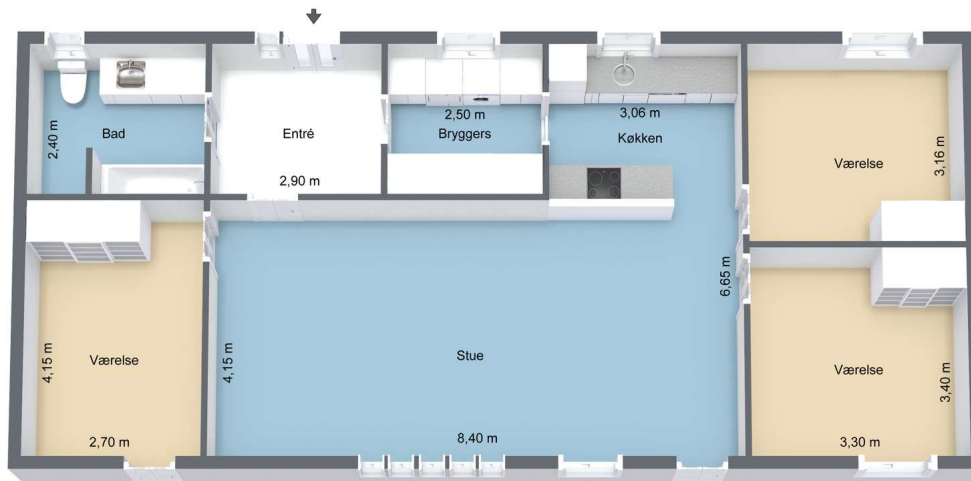 2,40 m
Bad
Entré
2,90 m
2,50 m
Bryggers
3,06 m
Køkken
Værelse
3,16 m
4,15 m
Værelse
2,70 m
4,15 m
Stue
8,40 m
6,65 m
Værelse
3,40 m
3,30 m